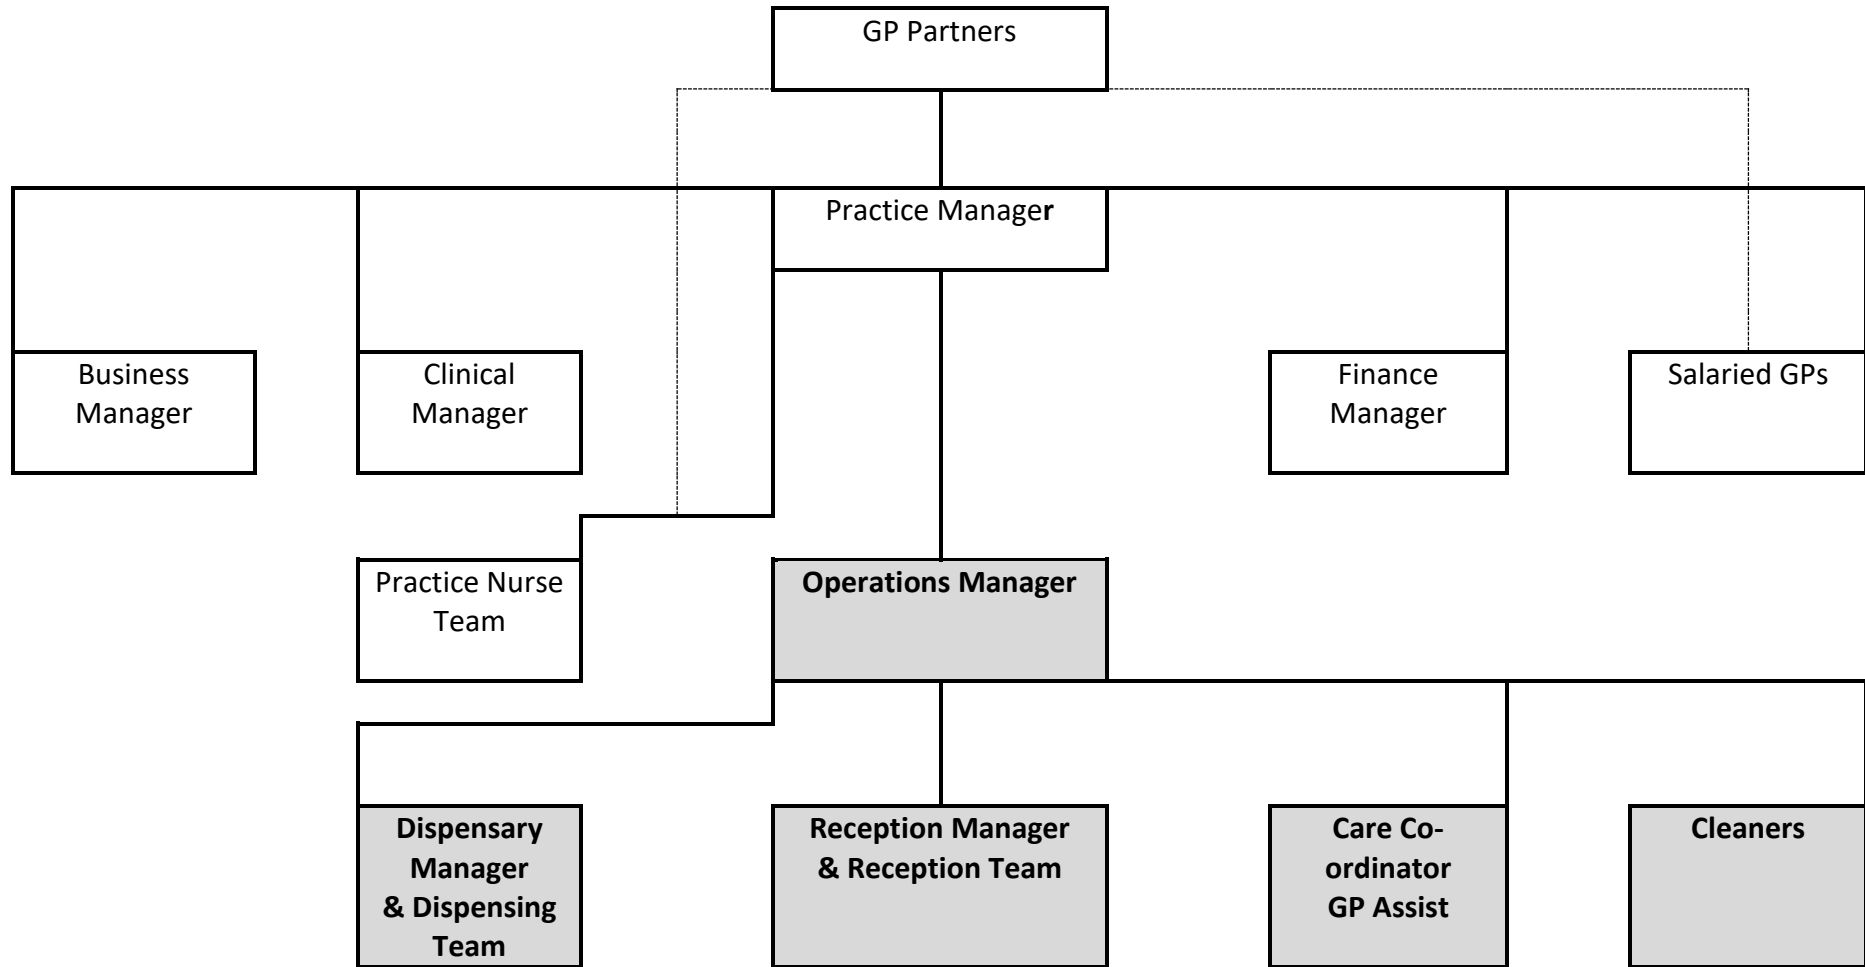 GP Partners
Practice Manager
Business
Manager
Clinical
Manager
Finance
Manager
Salaried GPs
Practice Nurse
Team
Operations Manager
Dispensary
Manager
& Dispensing
Team
Reception Manager
& Reception Team
Care Co-
ordinator
GP Assist
Cleaners